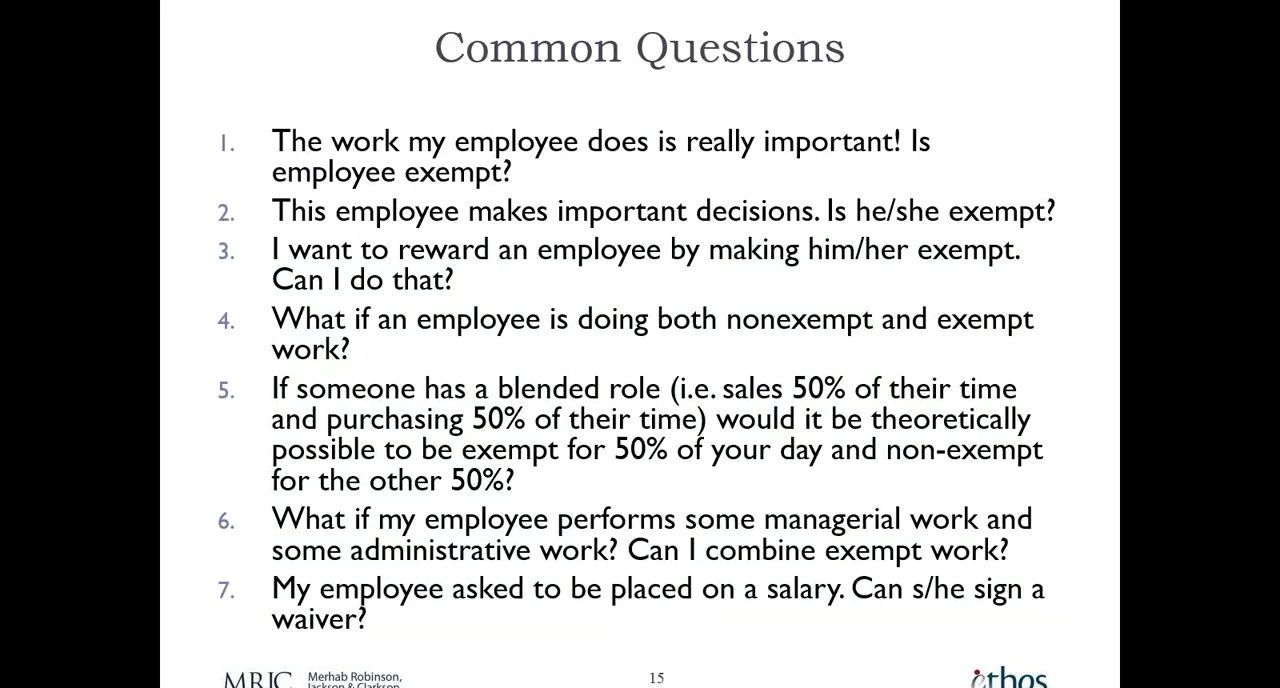 Common Questions
1. The work my employee does is really important! Is
employee exempt?
2. This employee makes important decisions. Is he/she exempt?
3. I want to reward an employee by making him/her exempt.
Can I do that?
4. What if an employee is doing both nonexempt and exempt
work?
5. If someone has a blended role (i.e. sales 50% of their time
and purchasing 50% of their time) would it be theoretically
possible to be exempt for 50% of your day and non-exempt
for the other 50%?
6. What if my employee performs some managerial work and
some administrative work? Can I combine exempt work?
7. My employee asked to be placed on a salary. Can s/he sign a
waiver?
MRJC Merhab Robinson,
Jackson & Clarkson
15
ethos